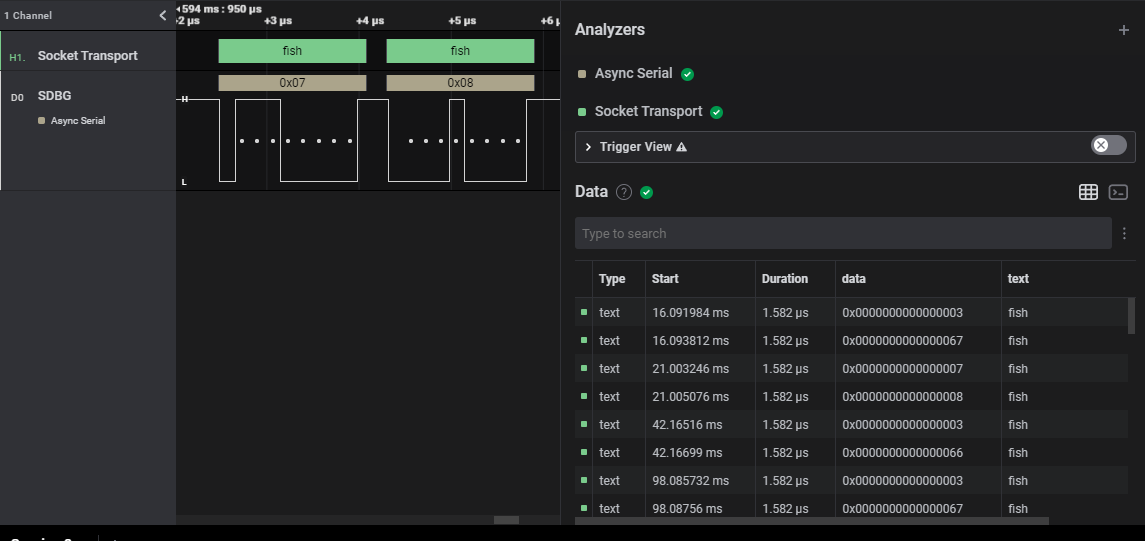 1 Channel
594 ms : 950 µs
+2 µs +3 µs +4 µs +5 µs +6 µ
H1. Socket Transport
fish fish
D0 SDBG
Async Serial
0x07 0x08
H
L
Analyzers
Async Serial
Socket Transport
Trigger View
Data ?
Type to search
Type Start Duration data text
text 16.091984 ms 1.582 µs 0x0000000000000003 fish
text 16.093812 ms 1.582 µs 0x0000000000000067 fish
text 21.003246 ms 1.582 µs 0x0000000000000007 fish
text 21.005076 ms 1.582 µs 0x0000000000000008 fish
text 42.16516 ms 1.582 µs 0x0000000000000003 fish
text 42.16699 ms 1.582 µs 0x0000000000000066 fish
text 98.085732 ms 1.582 µs 0x0000000000000003 fish
text 98.08756 ms 1.582 µs 0x0000000000000067 fish